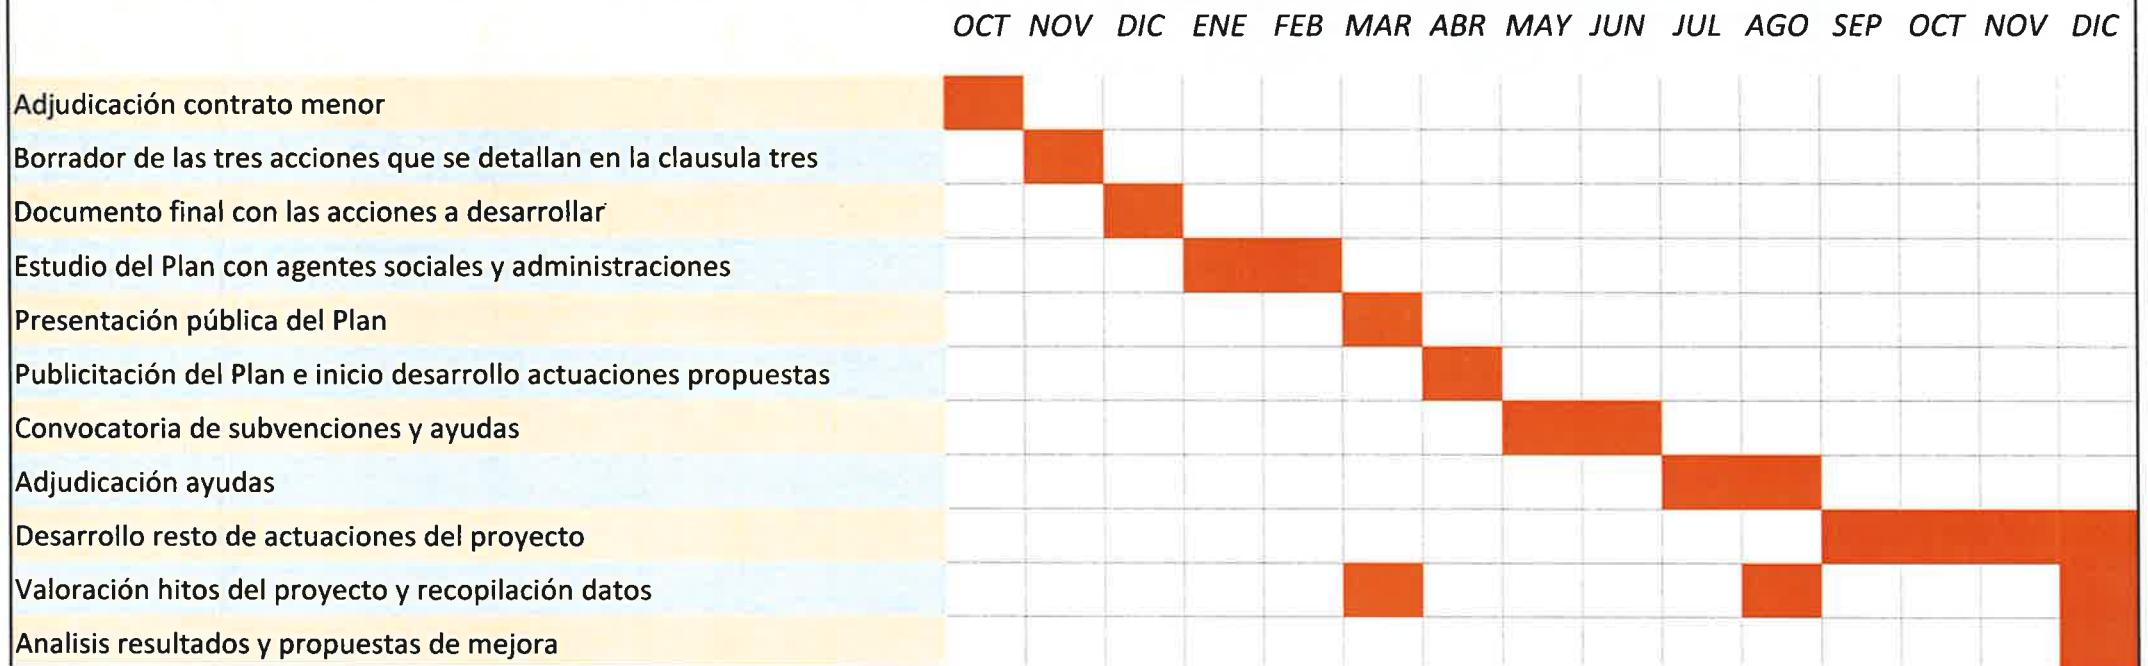 OCT NOV DIC ENE FEB MAR ABR MAY JUN JUL AGO SEP OCT NOV DIC
Adjudicación contrato menor
Borrador de las tres acciones que se detallan en la clausula tres
Documento final con las acciones a desarrollar
Estudio del Plan con agentes sociales y administraciones
Presentación pública del Plan
Publicitación del Plan e inicio desarrollo actuaciones propuestas
Convocatoria de subvenciones y ayudas
Adjudicación ayudas
Desarrollo resto de actuaciones del proyecto
Valoración hitos del proyecto y recopilación datos
Analisis resultados y propuestas de mejora